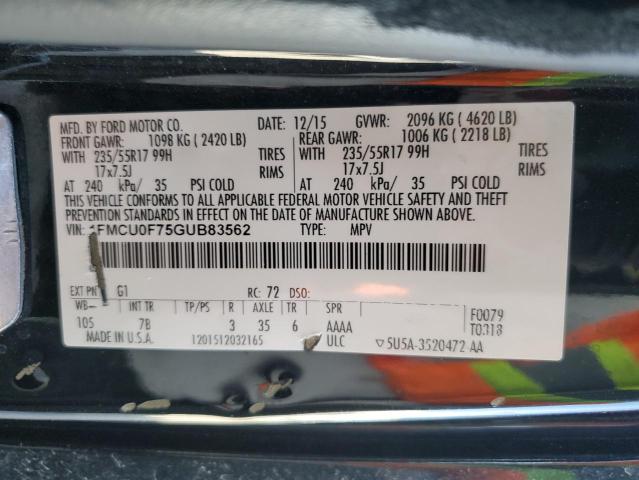 MFD. BY FORD MOTOR CO. DATE: 12/15 GVWR: 2096 KG ( 4620 LB)
FRONT GAWR: 1098 KG ( 2420 LB) REAR GAWR: 1006 KG ( 2218 LB)
WITH 235/55R17 99H TIRES WITH 235/55R17 99H TIRES
17x7.5J RIMS 17x7.5J RIMS
AT 240 kPa/ 35 PSI COLD AT 240 kPa/ 35 PSI COLD
THIS VEHICLE CONFORMS TO ALL APPLICABLE FEDERAL MOTOR VEHICLE SAFETY AND THEFT
PREVENTION STANDARDS IN EFFECT ON THE DATE OF MANUFACTURE SHOWN ABOVE.
VIN: 1FMCU0F75GUB83562 TYPE: MPV
EXT PNT: G1 RC: 72 DSO:
WB INT TR TP/PS R AXLE TR SPR F0079
105 7B 3 35 6 AAAA T0318
MADE IN U.S.A. 1201512032165 ULC ▽5U5A-3520472 AA